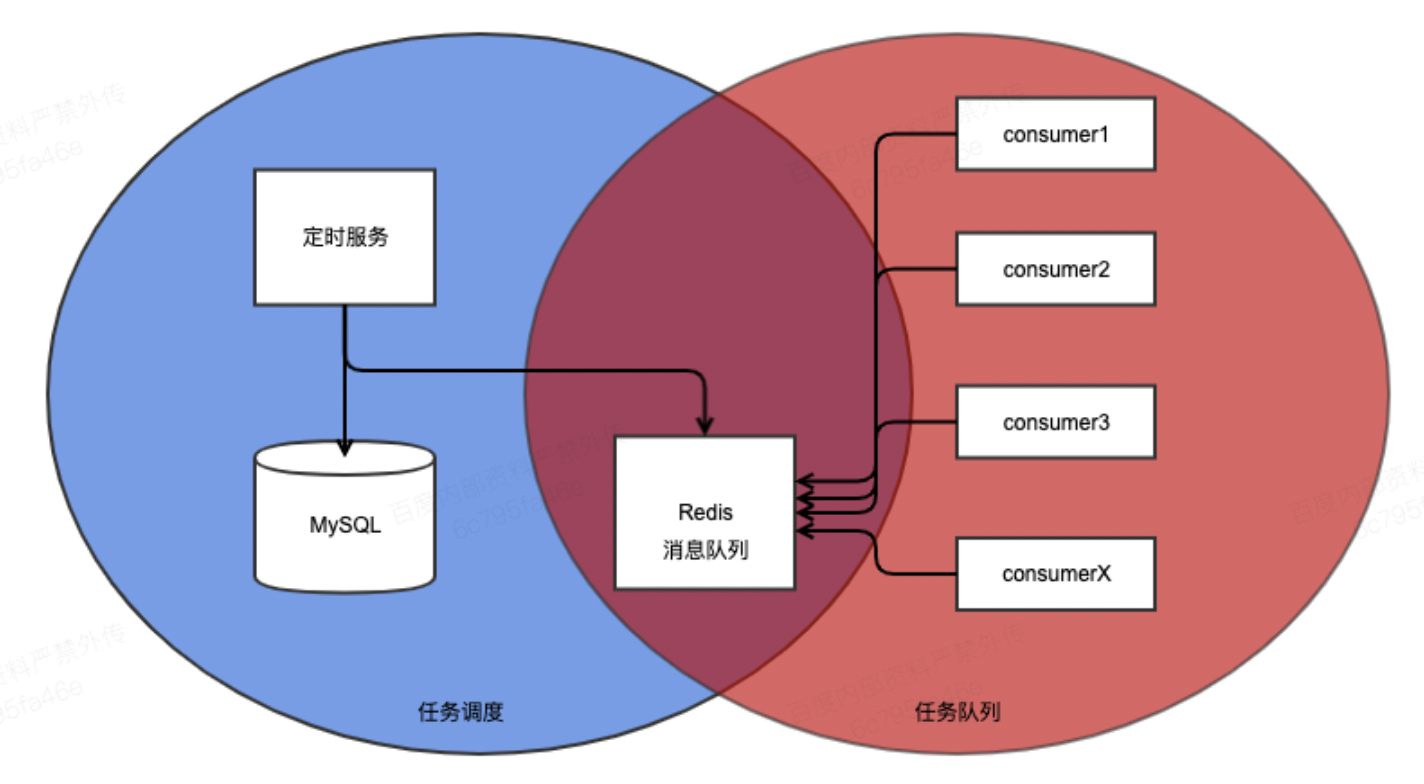 consumer1
定时服务
consumer2
consumer3
MySQL
Redis
消息队列
consumerX
任务调度
任务队列
百度内部资料严禁外传
6c795fa46e